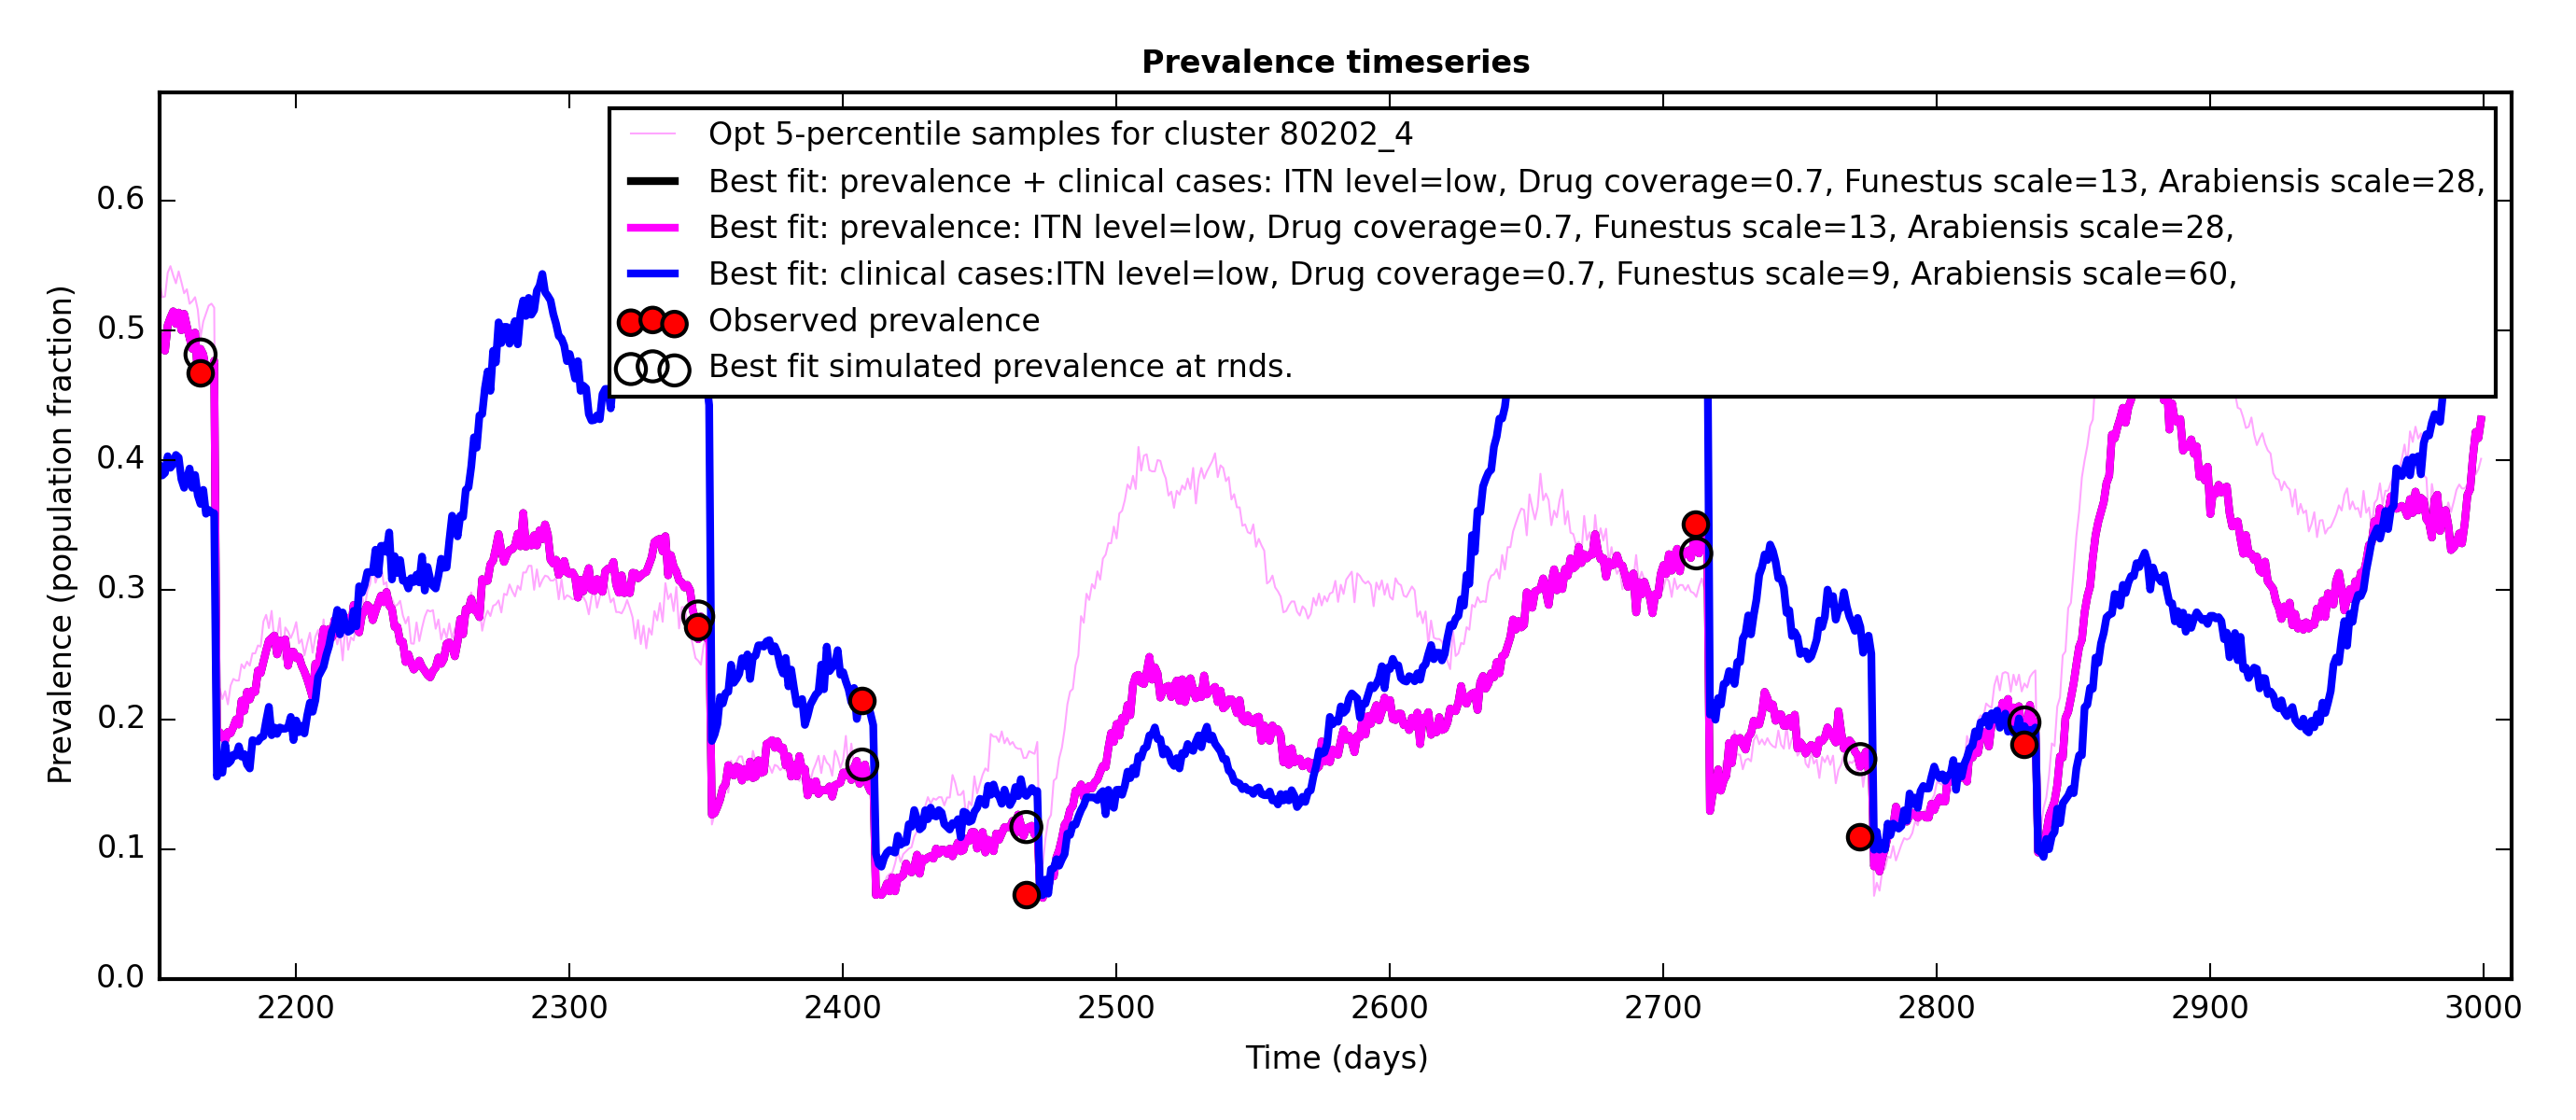 Prevalence timeseries
Opt 5-percentile samples for cluster 80202_4
Best fit: prevalence + clinical cases: ITN level=low, Drug coverage=0.7, Funestus scale=13, Arabiensis scale=28,
Best fit: prevalence: ITN level=low, Drug coverage=0.7, Funestus scale=13, Arabiensis scale=28,
Best fit: clinical cases:ITN level=low, Drug coverage=0.7, Funestus scale=9, Arabiensis scale=60,
Observed prevalence
Best fit simulated prevalence at rnds.
Prevalence (population fraction)
0.6
0.5
0.4
0.3
0.2
0.1
0.0
2200 2300 2400 2500 2600 2700 2800 2900 3000
Time (days)